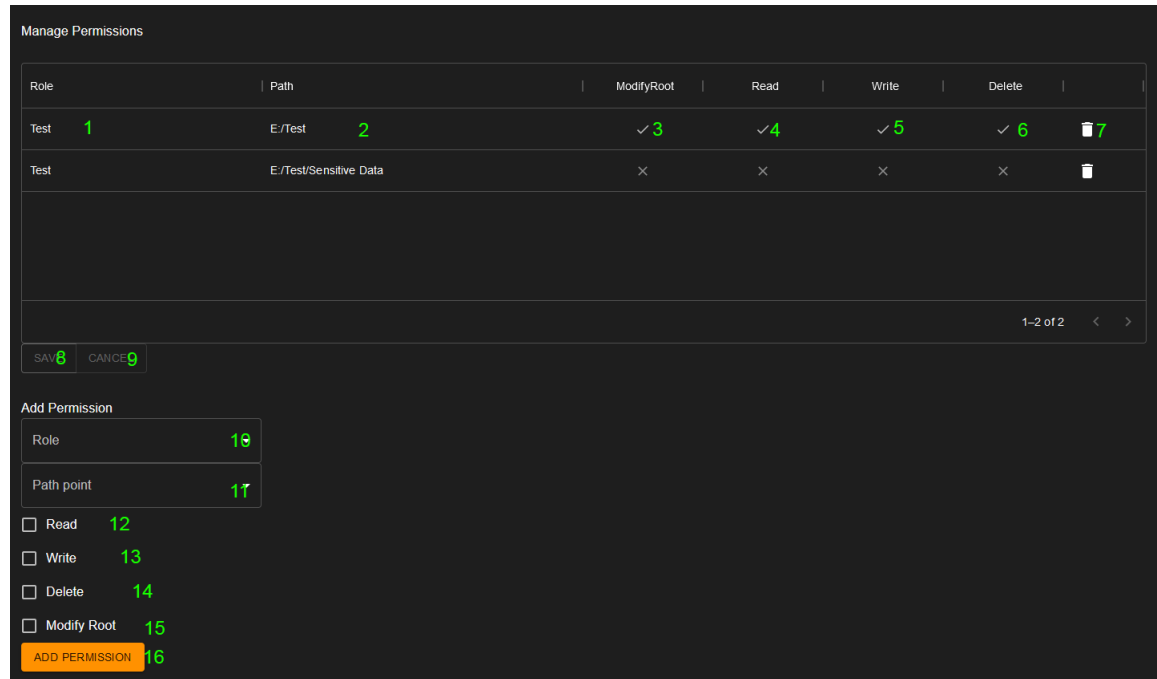 Manage Permissions
Role Path ModifyRoot Read Write Delete
Test 1 E:/Test 2 3 4 5 6 7
Test E:/Test/Sensitive Data
1–2 of 2
SAV 8 CANCE 9
Add Permission
Role 10
Path point 11
Read 12
Write 13
Delete 14
Modify Root 15
ADD PERMISSION 16